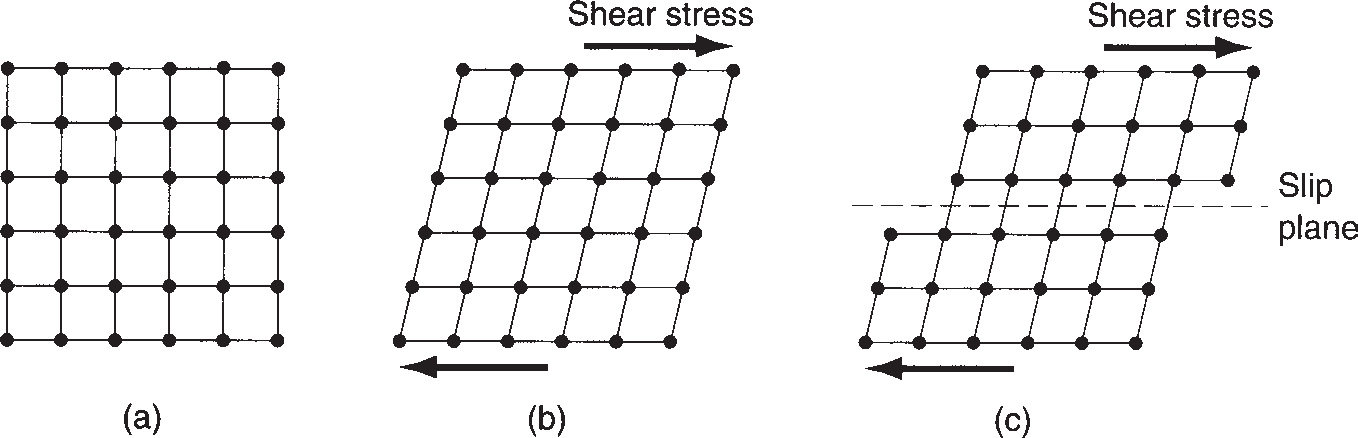 Shear stress
Shear stress
Slip
plane
(a)
(b)
(c)